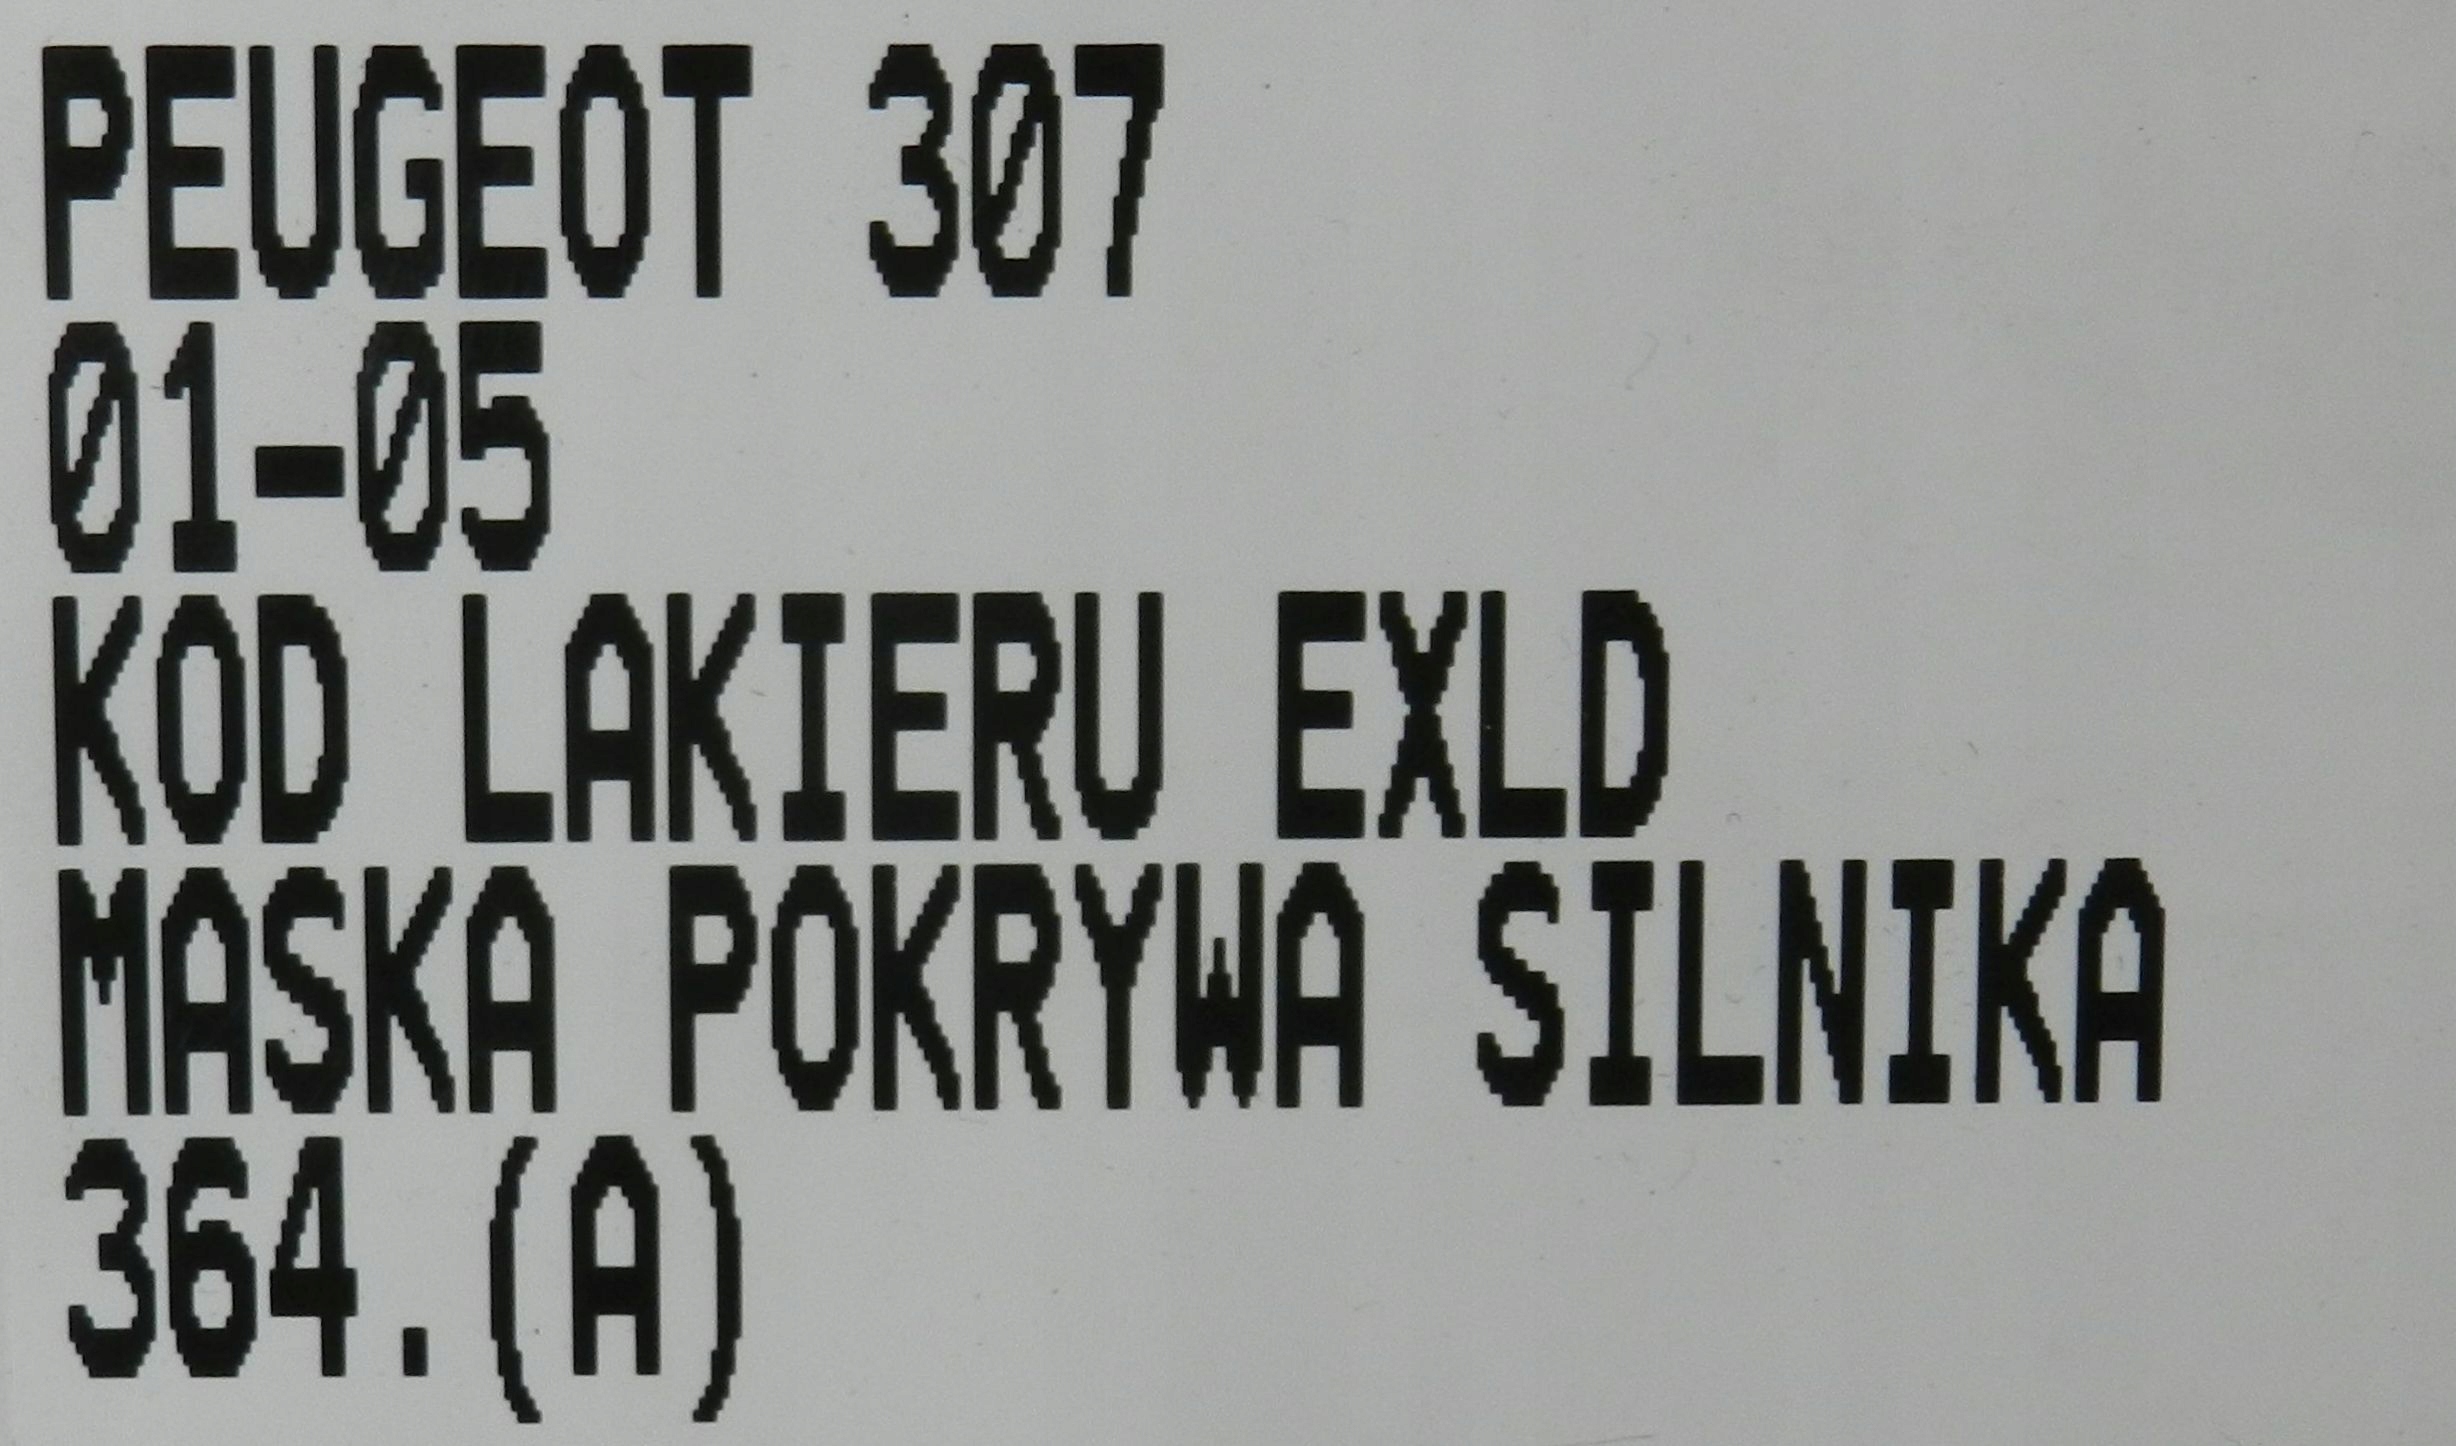 PEUGEOT 307
01-05
KOD LAKIERU EXLD
MASKA POKRYWA SILNIKA
364.(A)